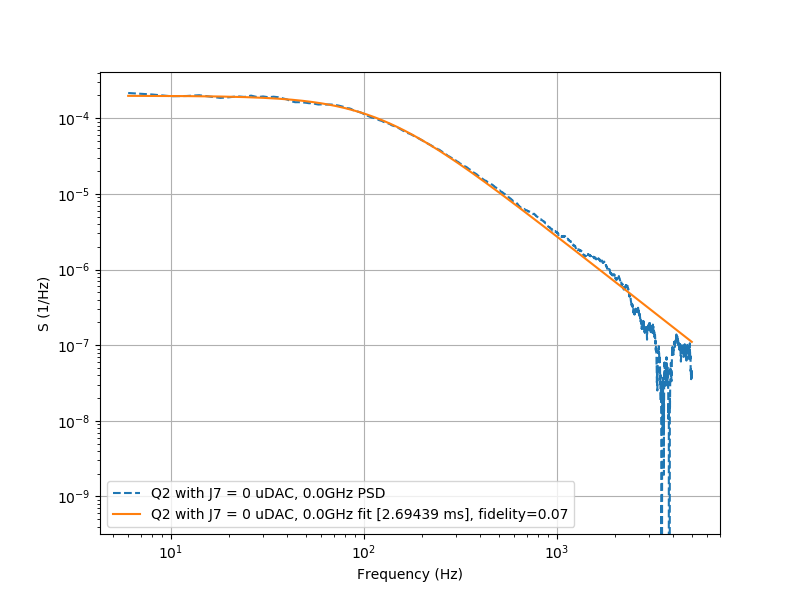 10⁻⁴
10⁻⁵
10⁻⁶
10⁻⁷
10⁻⁸
10⁻⁹
S (1/Hz)
Q2 with J7 = 0 uDAC, 0.0GHz PSD
Q2 with J7 = 0 uDAC, 0.0GHz fit [2.69439 ms], fidelity=0.07
10¹ 10² 10³
Frequency (Hz)